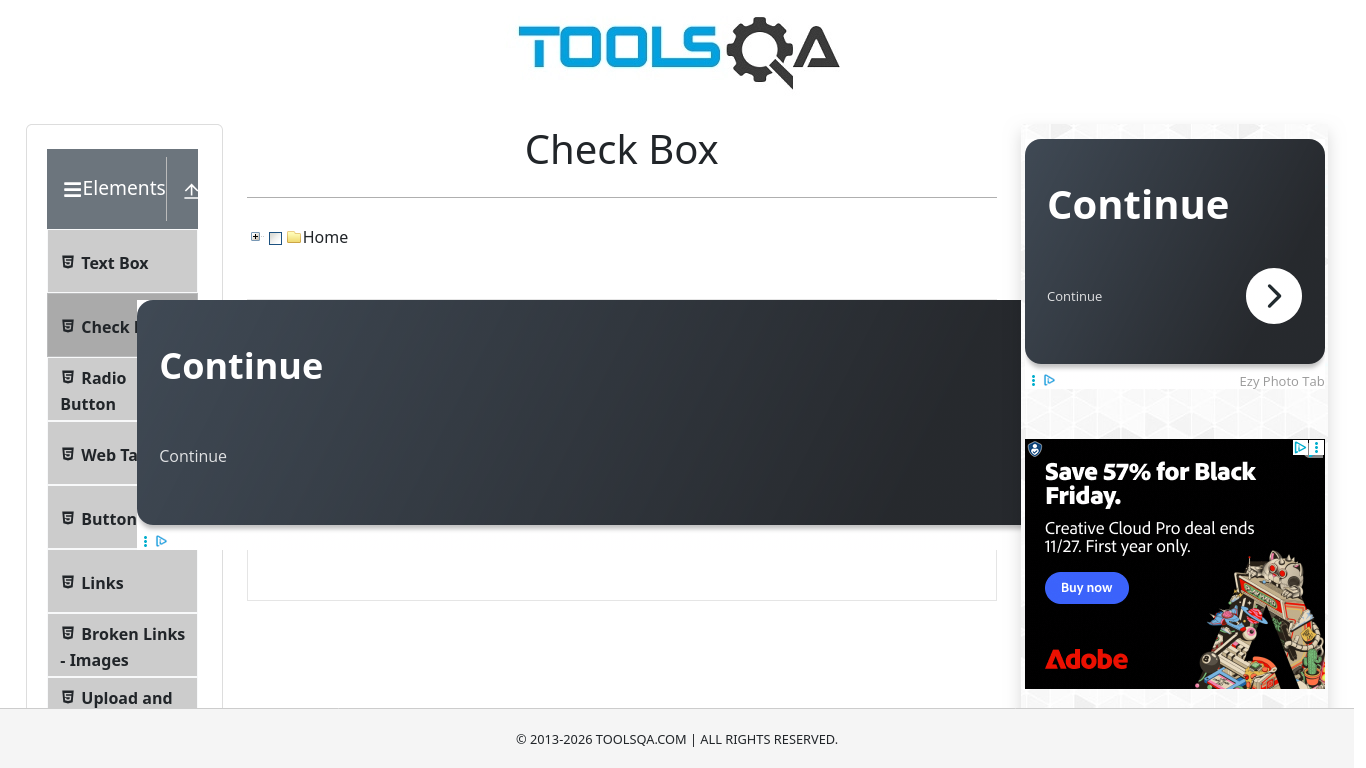 TOOLSQA
Check Box
Elements
Text Box
Check
Radio
Button
Web Ta
Button
Links
Broken Links
- Images
Upload and
Home
Continue
Continue
Continue
Continue
Ezy Photo Tab
Save 57% for Black
Friday.
Creative Cloud Pro deal ends
11/27. First year only.
Buy now
Adobe
© 2013-2026 TOOLSQA.COM | ALL RIGHTS RESERVED.